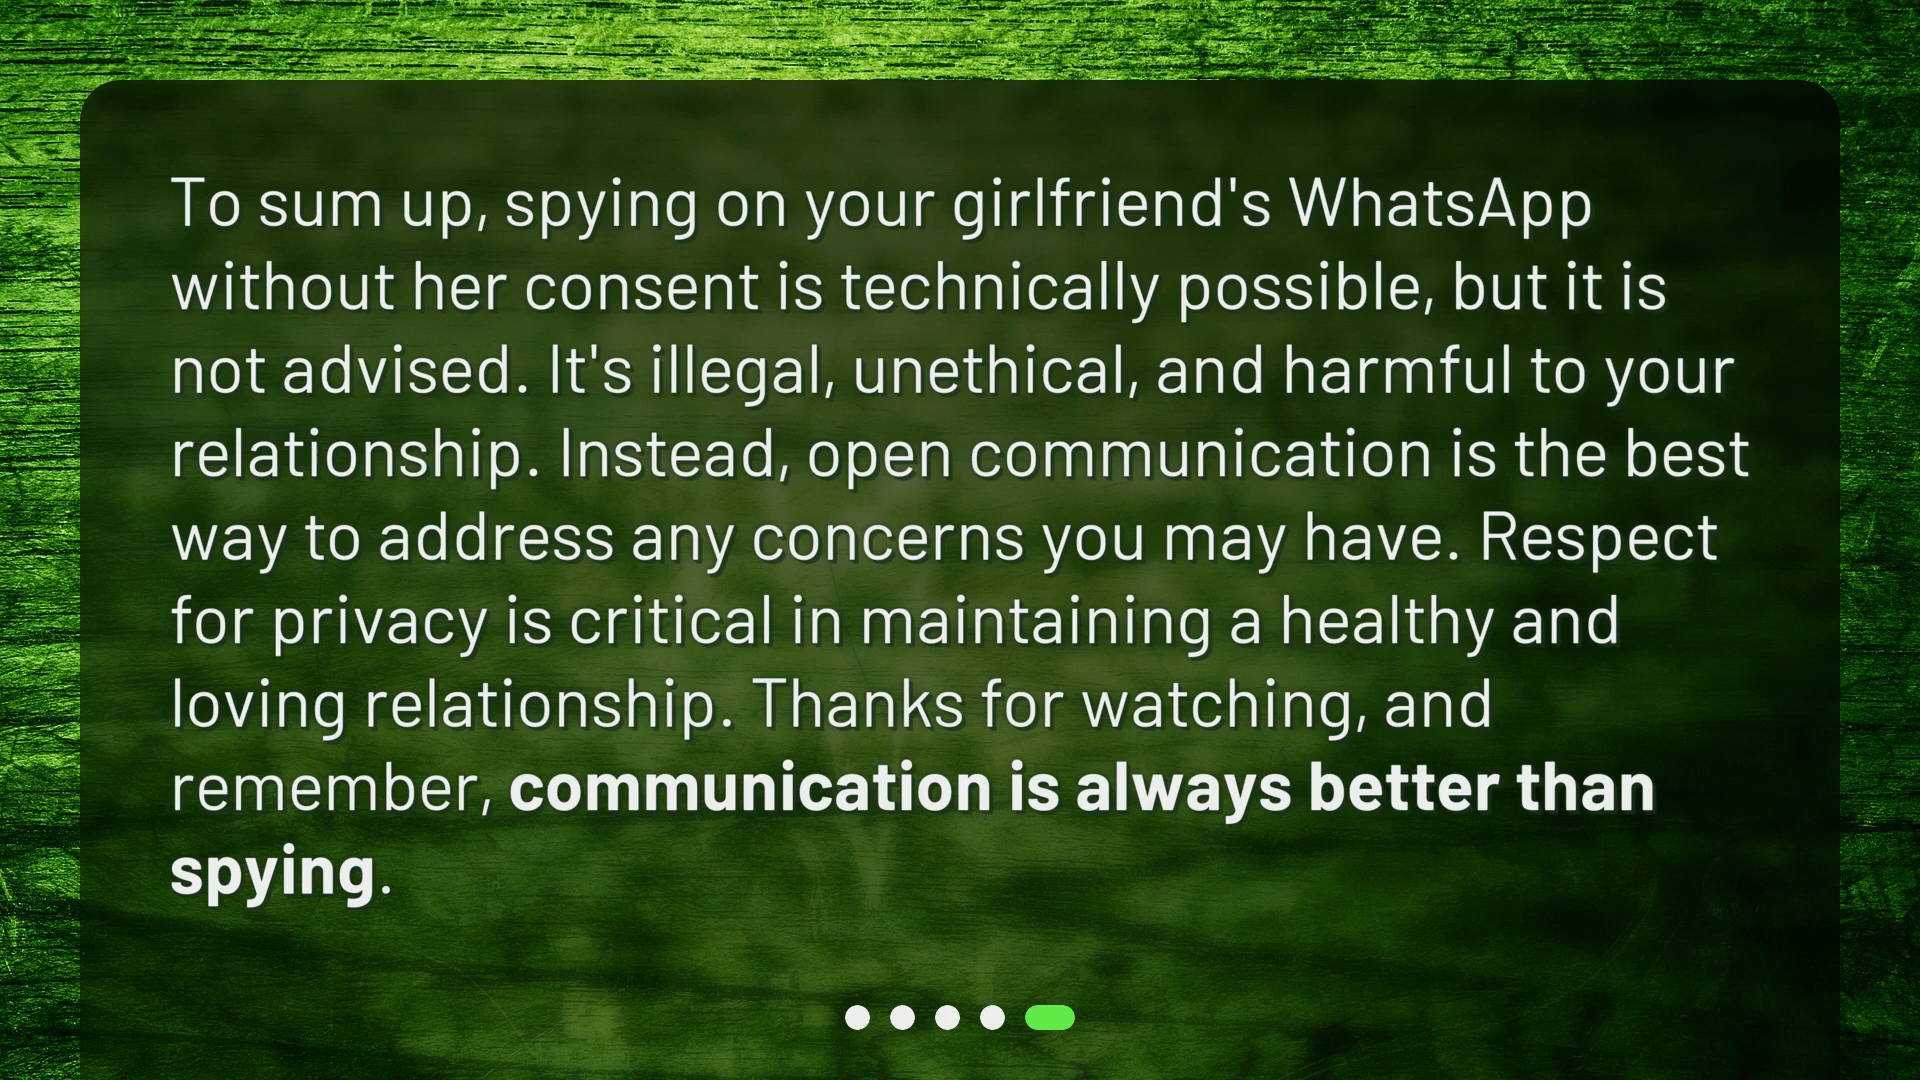 To sum up, spying on your girlfriend's WhatsApp
without her consent is technically possible, but it is
not advised. It's illegal, unethical, and harmful to your
relationship. Instead, open communication is the best
way to address any concerns you may have. Respect
for privacy is critical in maintaining a healthy and
loving relationship. Thanks for watching, and
remember, communication is always better than
spying.